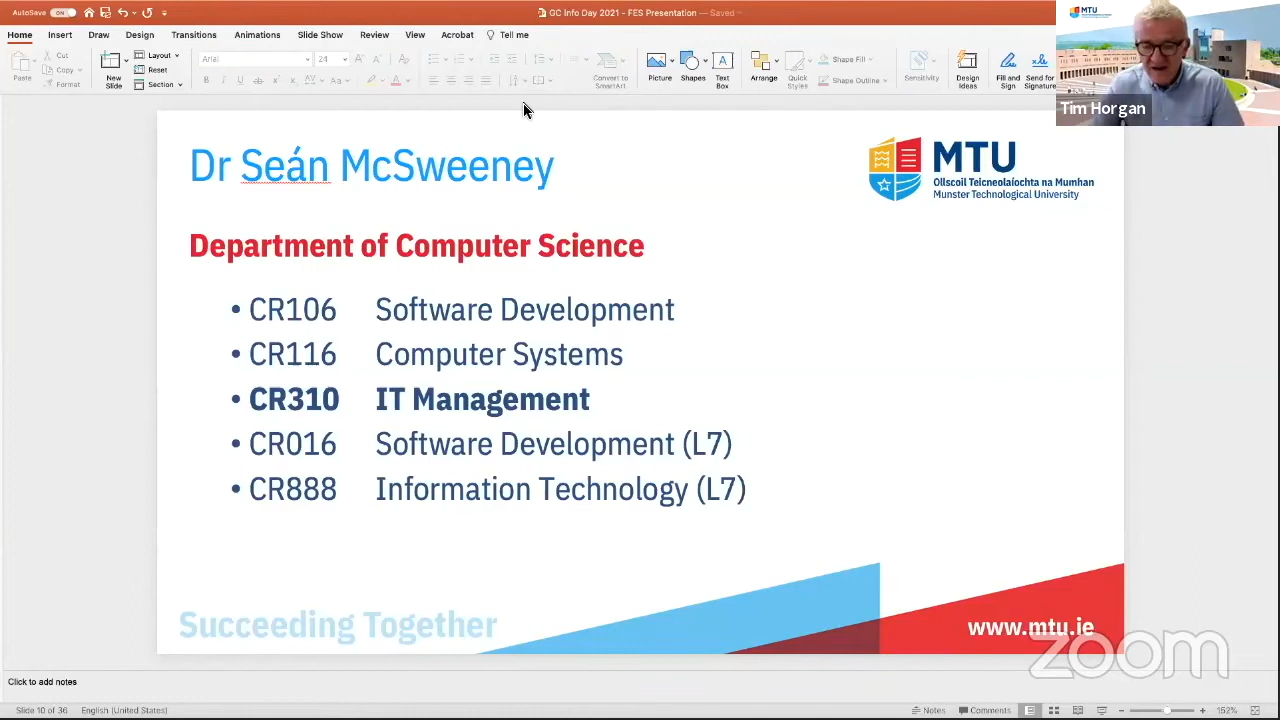 AutoSave ON
GC Info Day 2021 - FES Presentation — Saved
Home Insert Draw Design Transitions Animations Slide Show Review View Acrobat Tell me
Paste
Cut
Copy
Format
New Slide
Layout
Reset
Section
Arial
24
Convert to SmartArt
Picture
Shapes
Text Box
Arrange
Quick Styles
Shape Fill
Shape Outline
Sensitivity
Design Ideas
Fill and Sign
Send for Signature
MTU
Tim Horgan
Dr Seán McSweeney
MTU
Ollscoil Teicneolaíochta na Mumhan
Munster Technological University
Department of Computer Science
• CR106 Software Development
• CR116 Computer Systems
• CR310 IT Management
• CR016 Software Development (L7)
• CR888 Information Technology (L7)
Succeeding Together
www.mtu.ie
zoom
Click to add notes
Slide 10 of 36 English (United States) Notes Comments 152%